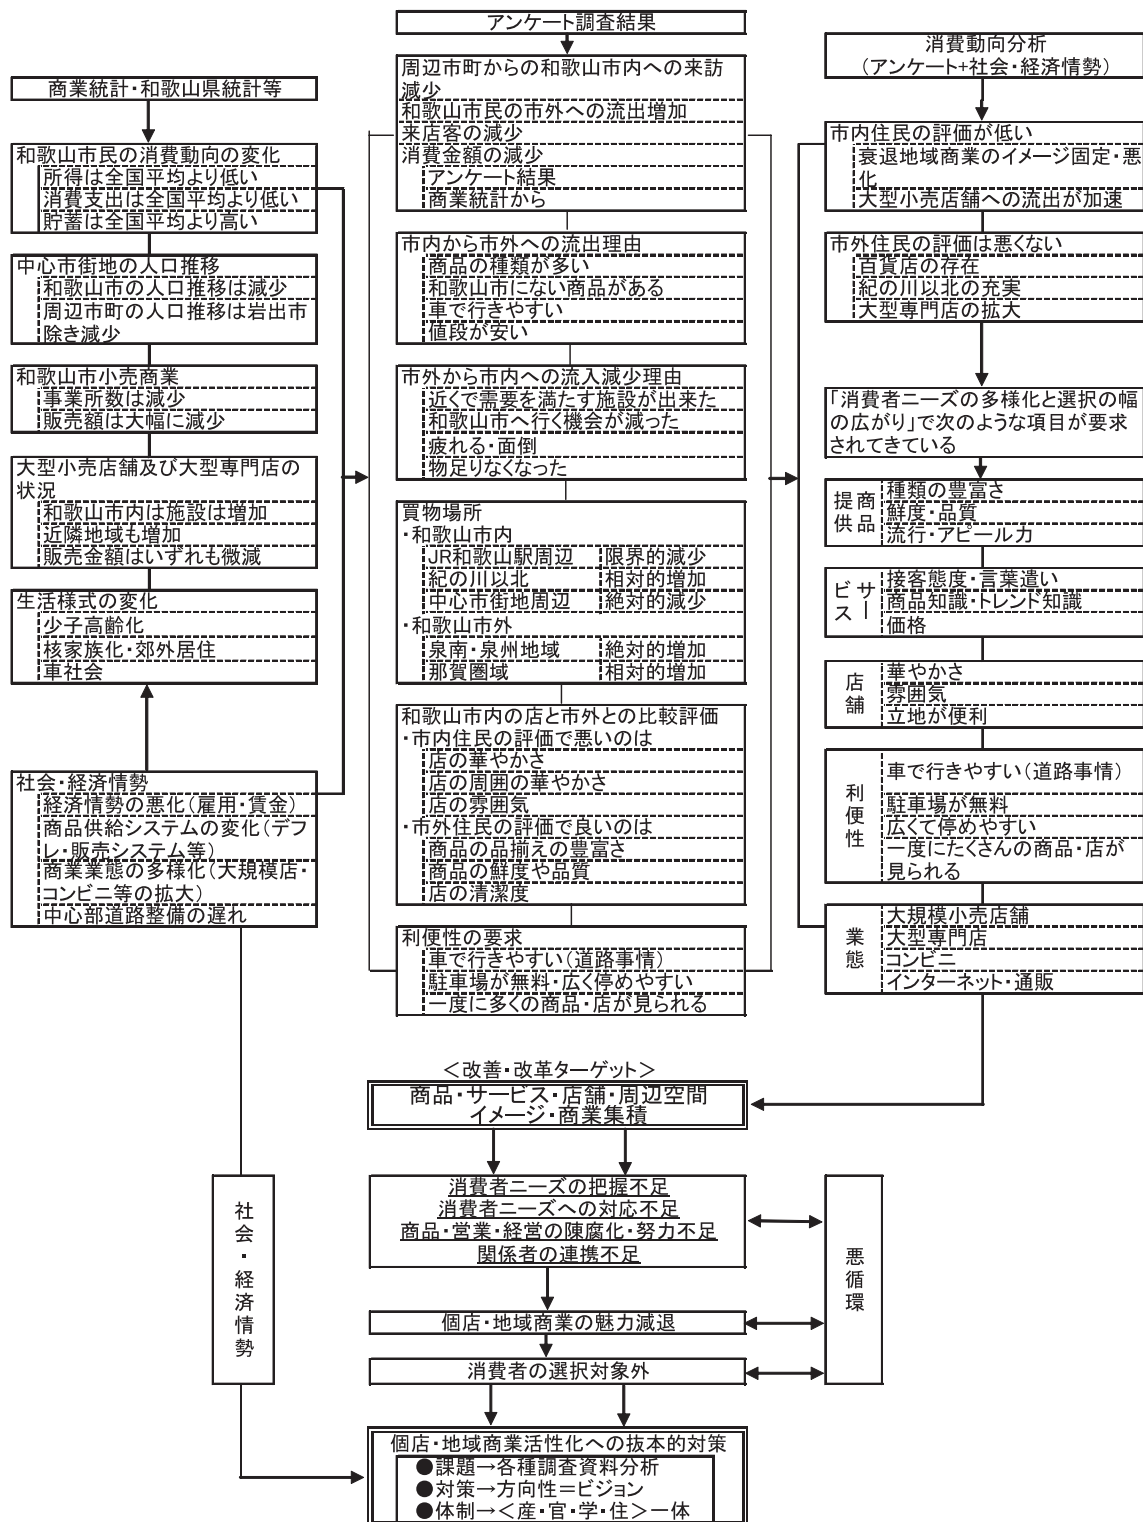 商業統計・和歌山県統計等
和歌山市民の消費動向の変化
所得は全国平均より低い
消費支出は全国平均より低い
貯蓄は全国平均より高い
中心市街地の人口推移
和歌山市の人口推移は減少
周辺市町の人口推移は岩出市
除き減少
和歌山市小売商業
事業所数は減少
販売額は大幅に減少
大型小売店舗及び大型専門店の
状況
和歌山市内は施設は増加
近隣地域も増加
販売金額はいずれも微減
生活様式の変化
少子高齢化
核家族化・郊外居住
車社会
社会・経済情勢
経済情勢の悪化（雇用・賃金）
商品供給システムの変化（デフ
レ・販売システム等）
商業業態の多様化（大規模店・
コンビニ等の拡大）
中心部道路整備の遅れ
アンケート調査結果
周辺市町からの和歌山市内への来訪
減少
和歌山市民の市外への流出増加
来店客の減少
消費金額の減少
アンケート結果
商業統計から
市内から市外への流出理由
商品の種類が多い
和歌山市にない商品がある
車で行きやすい
値段が安い
市外から市内への流入減少理由
近くで需要を満たす施設が出来た
和歌山市へ行く機会が減った
疲れる・面倒
物足りなくなった
買物場所
・和歌山市内
JR和歌山駅周辺 限界的減少
紀の川以北 相対的増加
中心市街地周辺 絶対的減少
・和歌山市外
泉南・泉州地域 絶対的増加
那賀圏域 相対的増加
和歌山市内の店と市外との比較評価
・市内住民の評価で悪いのは
店の華やかさ
店の周囲の華やかさ
店の雰囲気
・市外住民の評価で良いのは
商品の品揃えの豊富さ
商品の鮮度や品質
店の清潔度
利便性の要求
車で行きやすい（道路事情）
駐車場が無料・広く停めやすい
一度に多くの商品・店が見られる
消費動向分析
（アンケート+社会・経済情勢）
市内住民の評価が低い
衰退地域商業のイメージ固定・悪
化
大型小売店舗への流出が加速
市外住民の評価は悪くない
百貨店の存在
紀の川以北の充実
大型専門店の拡大
「消費者ニーズの多様化と選択の幅
の広がり」で次のような項目が要求
されてきている
商品提供
種類の豊富さ
鮮度・品質
流行・アピール力
サービス
接客態度・言葉遣い
商品知識・トレンド知識
価格
店舗
華やかさ
雰囲気
立地が便利
利便性
車で行きやすい（道路事情）
駐車場が無料
広くて停めやすい
一度にたくさんの商品・店が
見られる
業態
大規模小売店舗
大型専門店
コンビニ
インターネット・通販
＜改善・改革ターゲット＞
商品・サービス・店舗・周辺空間
イメージ・商業集積
消費者ニーズの把握不足
消費者ニーズへの対応不足
商品・営業・経営の陳腐化・努力不足
関係者の連携不足
個店・地域商業の魅力減退
消費者の選択対象外
悪循環
社会・経済情勢
個店・地域商業活性化への抜本的対策
●課題→各種調査資料分析
●対策→方向性＝ビジョン
●体制→＜産・官・学・住＞一体